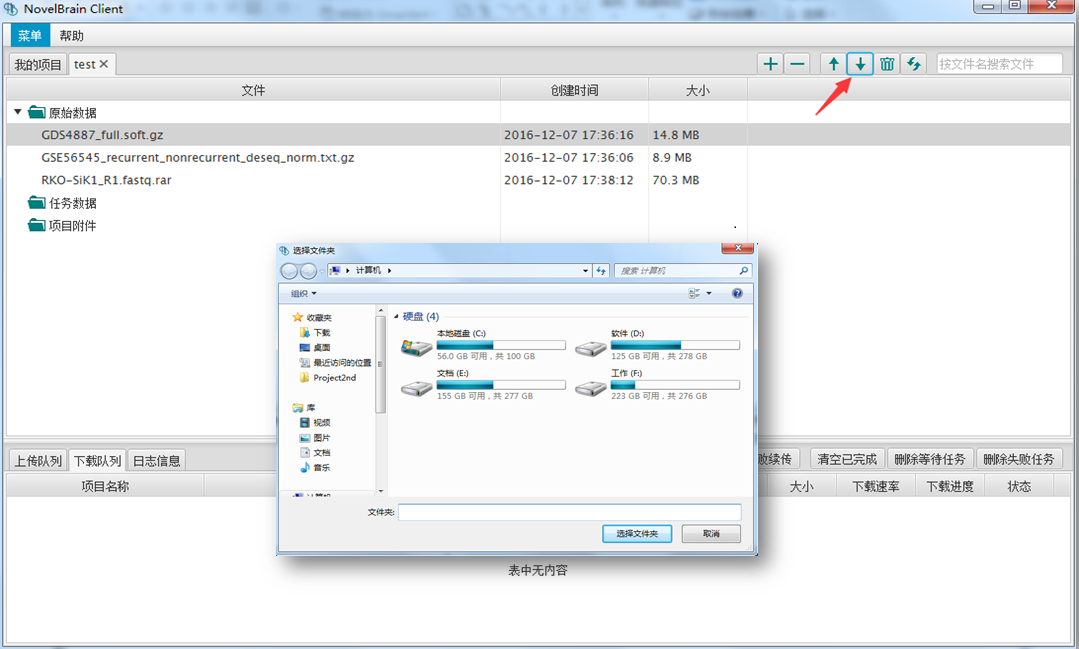 NovelBrain Client
菜单 帮助
我的项目 test 按文件名搜索文件
文件 创建时间 大小
原始数据
GDS4887_full.soft.gz 2016-12-07 17:36:16 14.8 MB
GSE56545_recurrent_nonrecurrent_deseq_norm.txt.gz 2016-12-07 17:36:06 8.9 MB
RKO-SiK1_R1.fastq.rar 2016-12-07 17:38:12 70.3 MB
任务数据
项目附件
选择文件夹
计算机 搜索 计算机
组织
收藏夹
下载
桌面
最近访问的位置
Project2nd
库
视频
图片
文档
音乐
计算机
硬盘 (4)
本地磁盘 (C:)
56.0 GB 可用，共 100 GB
软件 (D:)
125 GB 可用，共 278 GB
文档 (E:)
155 GB 可用，共 277 GB
工作 (F:)
223 GB 可用，共 276 GB
文件夹:
选择文件夹 取消
上传队列 下载队列 日志信息 败续传 清空已完成 删除等待任务 删除失败任务
项目名称 大小 下载速率 下载进度 状态
表中无内容